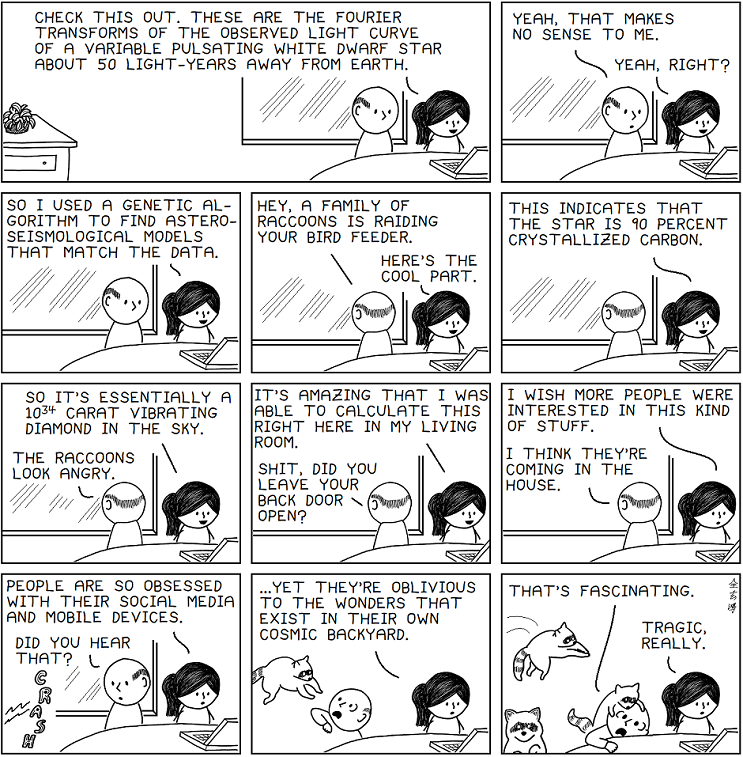 CHECK THIS OUT. THESE ARE THE FOURIER
TRANSFORMS OF THE OBSERVED LIGHT CURVE
OF A VARIABLE PULSATING WHITE DWARF STAR
ABOUT 50 LIGHT-YEARS AWAY FROM EARTH.
YEAH, THAT MAKES
NO SENSE TO ME.
YEAH, RIGHT?
SO I USED A GENETIC AL-
GORITHM TO FIND ASTERO-
SEISMOLOGICAL MODELS
THAT MATCH THE DATA.
HEY, A FAMILY OF
RACCOONS IS RAIDING
YOUR BIRD FEEDER.
HERE'S THE
COOL PART.
THIS INDICATES THAT
THE STAR IS 90 PERCENT
CRYSTALLIZED CARBON.
SO IT'S ESSENTIALLY A
10³⁴ CARAT VIBRATING
DIAMOND IN THE SKY.
THE RACCOONS
LOOK ANGRY.
IT'S AMAZING THAT I WAS
ABLE TO CALCULATE THIS
RIGHT HERE IN MY LIVING
ROOM.
SHIT, DID YOU
LEAVE YOUR
BACK DOOR
OPEN?
I WISH MORE PEOPLE WERE
INTERESTED IN THIS KIND
OF STUFF.
I THINK THEY'RE
COMING IN THE
HOUSE.
PEOPLE ARE SO OBSESSED
WITH THEIR SOCIAL MEDIA
AND MOBILE DEVICES.
DID YOU HEAR
THAT?
CRASH
...YET THEY'RE OBLIVIOUS
TO THE WONDERS THAT
EXIST IN THEIR OWN
COSMIC BACKYARD.
THAT'S FASCINATING.
TRAGIC,
REALLY.